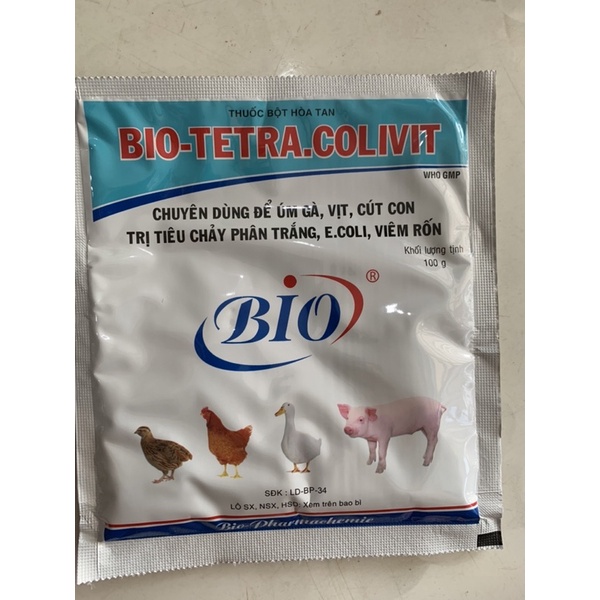 THUỐC BỘT HÒA TAN
BIO-TETRA.COLIVIT
WHO GMP
CHUYÊN DÙNG ĐỂ ÚM GÀ, VỊT, CÚT CON
TRỊ TIÊU CHẢY PHÂN TRẮNG, E.COLI, VIÊM RỐN
Khối lượng tịnh
100 g
BIO®
SĐK : LD-BP-34
LÔ SX, NSX, HSD: Xem trên bao bì
Bio-Pharmachemie